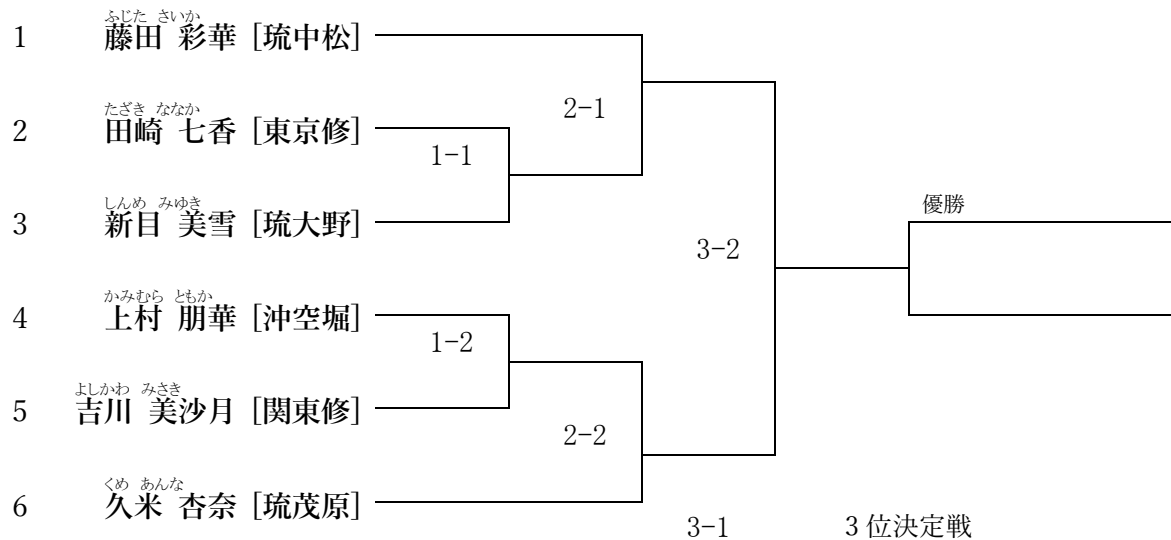 ふじた さいか
1 藤田 彩華 [琉中松]
2-1
たざき ななか
2 田崎 七香 [東京修]
1-1
しんめ みゆき
3 新目 美雪 [琉大野]
優勝
3-2
かみむら ともか
4 上村 朋華 [沖空堀]
1-2
よしかわ みさき
5 吉川 美沙月 [関東修]
2-2
くめ あんな
6 久米 杏奈 [琉茂原]
3-1 3位決定戦